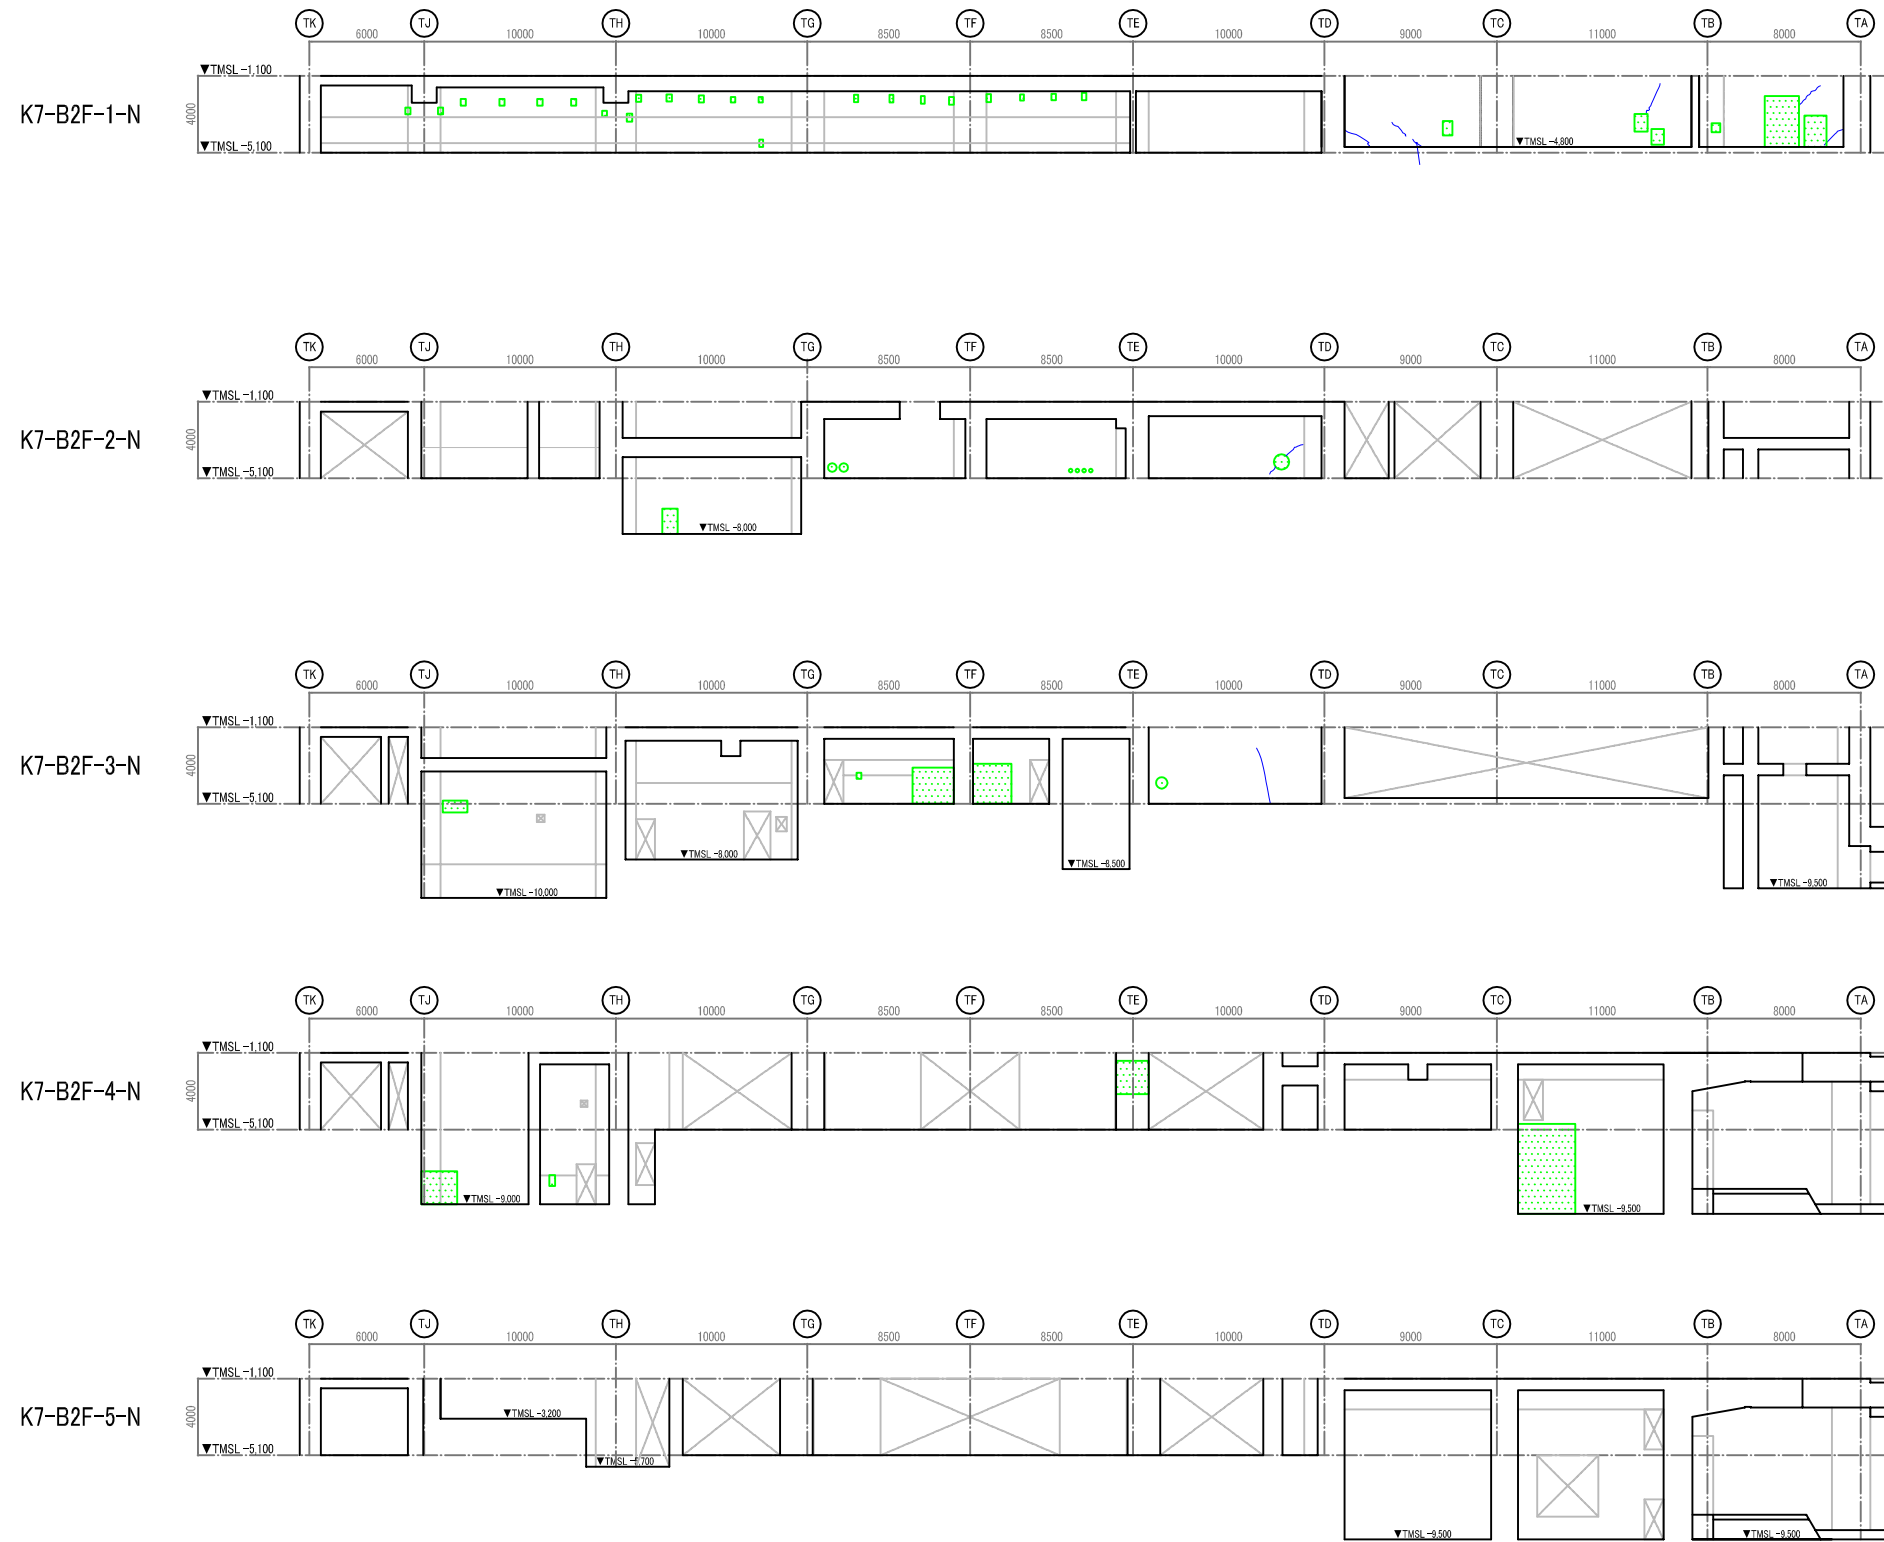 TK TJ TH TG TF TE TD TC TB TA
6000 10000 10000 8500 8500 10000 9000 11000 8000
▼TMSL -1,100
K7-B2F-1-N
4000
▼TMSL -4,800
▼TMSL -5,100
TK TJ TH TG TF TE TD TC TB TA
6000 10000 10000 8500 8500 10000 9000 11000 8000
▼TMSL -1,100
K7-B2F-2-N
4000
▼TMSL -5,100
▼TMSL -8,000
TK TJ TH TG TF TE TD TC TB TA
6000 10000 10000 8500 8500 10000 9000 11000 8000
▼TMSL -1,100
K7-B2F-3-N
4000
▼TMSL -5,100
▼TMSL -8,000
▼TMSL -8,500
▼TMSL -9,500
▼TMSL -10,000
TK TJ TH TG TF TE TD TC TB TA
6000 10000 10000 8500 8500 10000 9000 11000 8000
▼TMSL -1,100
K7-B2F-4-N
4000
▼TMSL -5,100
▼TMSL -9,000
▼TMSL -9,500
TK TJ TH TG TF TE TD TC TB TA
6000 10000 10000 8500 8500 10000 9000 11000 8000
▼TMSL -1,100
▼TMSL -3,200
K7-B2F-5-N
4000
▼TMSL -5,100
▼TMSL
▼TMSL -9,500
▼TMSL -9,500